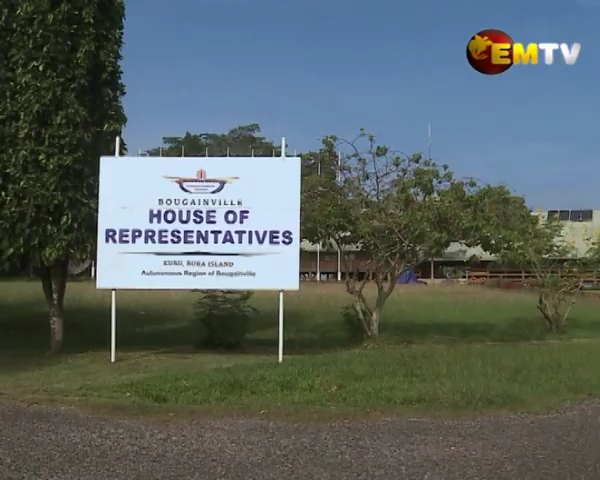 EMTV
BOUGAINVILLE
HOUSE OF
REPRESENTATIVES
KUBU, BUKA ISLAND
Autonomous Region of Bougainville